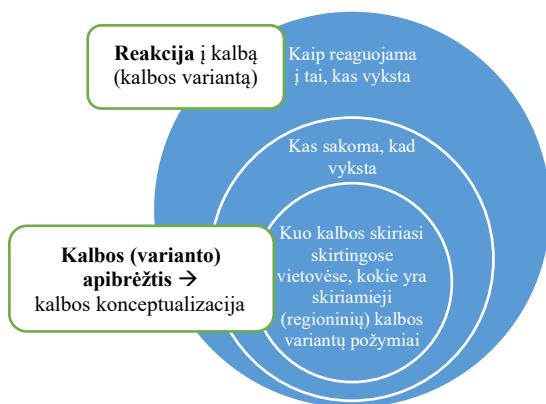 Reakcija į kalbą
(kalbos variantą)
Kaip reaguojama
į tai, kas vyksta
Kas sakoma, kad
vyksta
Kalbos (varianto)
apibrėžtis →
kalbos konceptualizacija
Kuo kalbos skiriasi
skirtingose
vietovėse, kokie yra
skiriamieji
(regioninių) kalbos
variantų požymiai